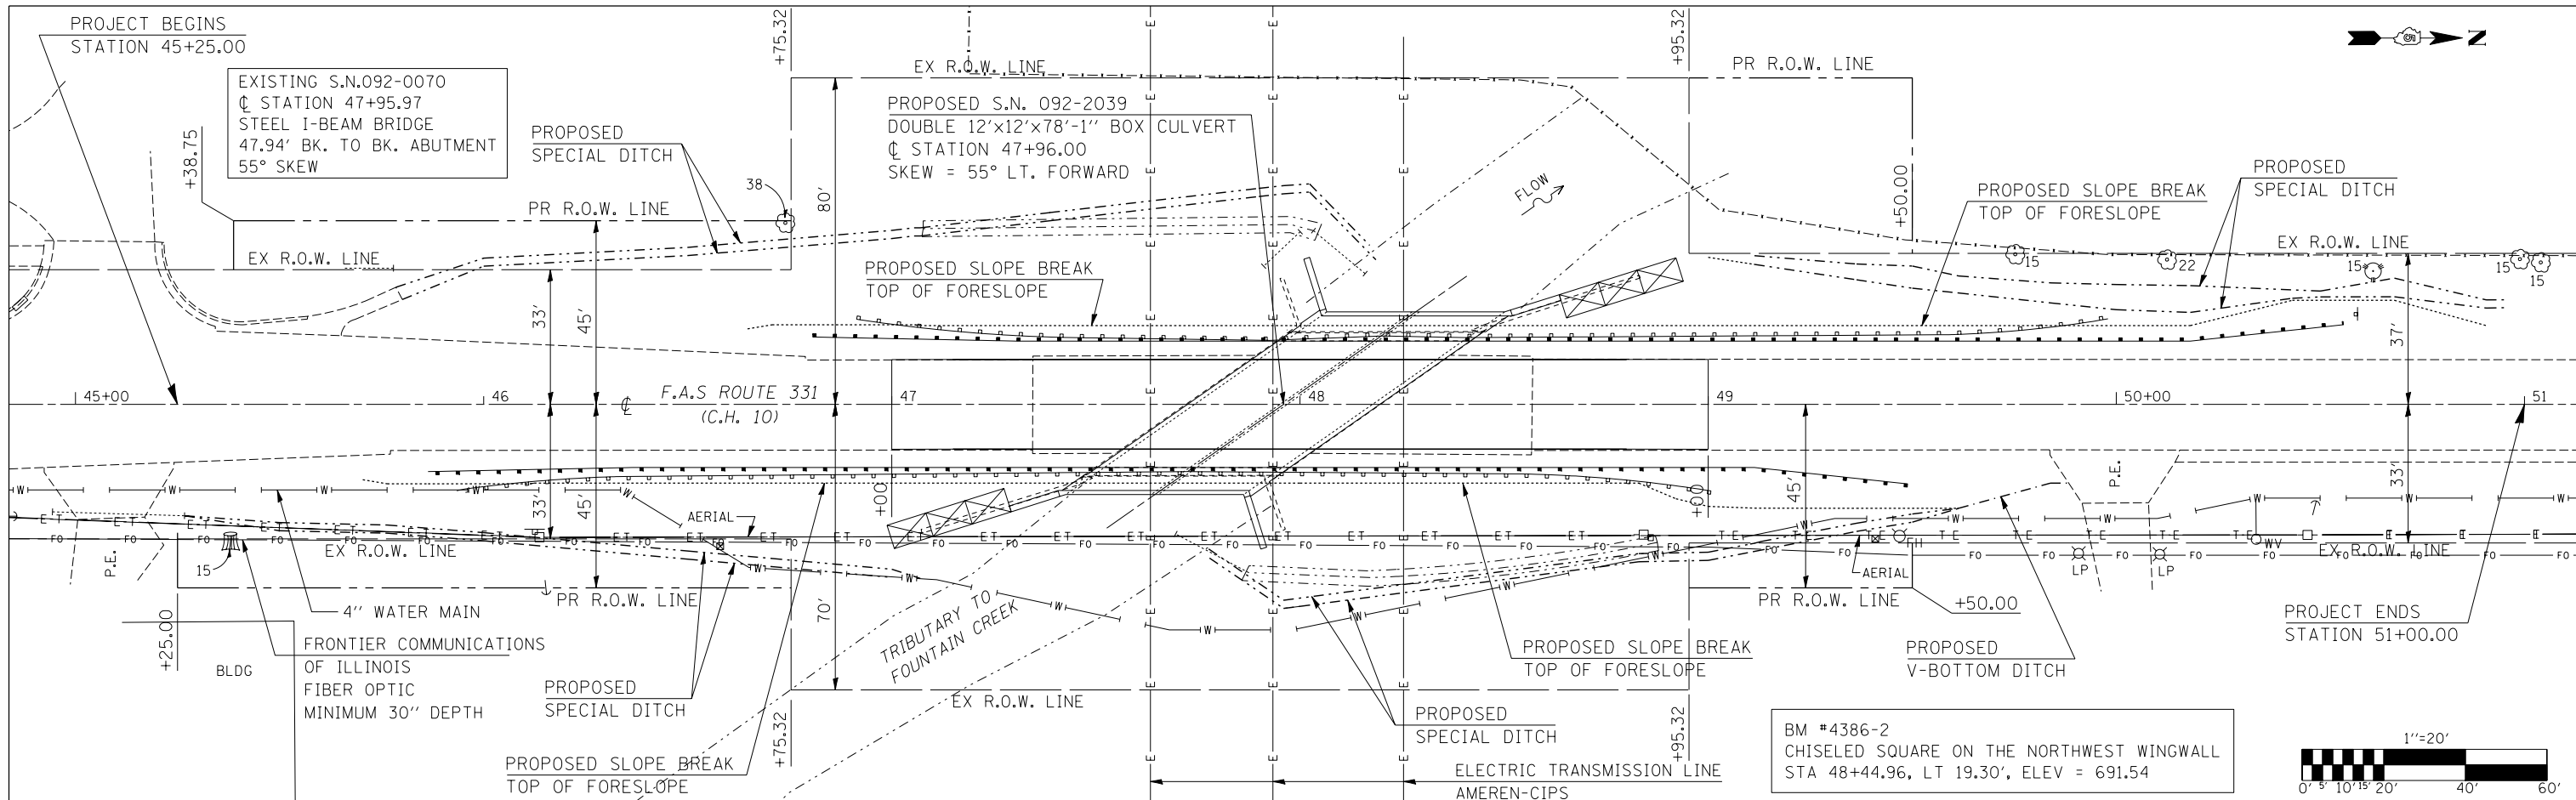 PROJECT BEGINS
STATION 45+25.00
EXISTING S.N.092-0070
℄ STATION 47+95.97
STEEL I-BEAM BRIDGE
47.94' BK. TO BK. ABUTMENT
55° SKEW
+38.75
PROPOSED
SPECIAL DITCH
38
+75.32
80'
EX R.O.W. LINE
PROPOSED S.N. 092-2039
DOUBLE 12'x12'x78'-1'' BOX CULVERT
℄ STATION 47+96.00
SKEW = 55° LT. FORWARD
+95.32
PR R.O.W. LINE
N
FLOW
+50.00
PROPOSED SLOPE BREAK
TOP OF FORESLOPE
PROPOSED
SPECIAL DITCH
PR R.O.W. LINE
EX R.O.W. LINE
33'
45'
PROPOSED SLOPE BREAK
TOP OF FORESLOPE
15
22
EX R.O.W. LINE
15
15
15
37'
45+00
46
℄
F.A.S ROUTE 331
(C.H. 10)
47
48
49
50+00
51
P.E.
W W W W W
33'
45'
+00
+00
45'
P.E.
33'
AERIAL
E T E T E T E T E T
FO FO FO FO FO
EX R.O.W. LINE
15
PR R.O.W. LINE
4'' WATER MAIN
+25.00
BLDG
FRONTIER COMMUNICATIONS
OF ILLINOIS
FIBER OPTIC
MINIMUM 30'' DEPTH
PROPOSED
SPECIAL DITCH
70'
TRIBUTARY TO
FOUNTAIN CREEK
EX R.O.W. LINE
+75.32
PROPOSED SLOPE BREAK
TOP OF FORESLOPE
PROPOSED SLOPE BREAK
TOP OF FORESLOPE
PROPOSED
SPECIAL DITCH
+95.32
ELECTRIC TRANSMISSION LINE
AMEREN-CIPS
FH
AERIAL
LP
LP
WV
EX R.O.W. LINE
PR R.O.W. LINE
+50.00
PROPOSED
V-BOTTOM DITCH
PROJECT ENDS
STATION 51+00.00
BM #4386-2
CHISELED SQUARE ON THE NORTHWEST WINGWALL
STA 48+44.96, LT 19.30', ELEV = 691.54
1''=20'
0' 5' 10' 15' 20' 40' 60'